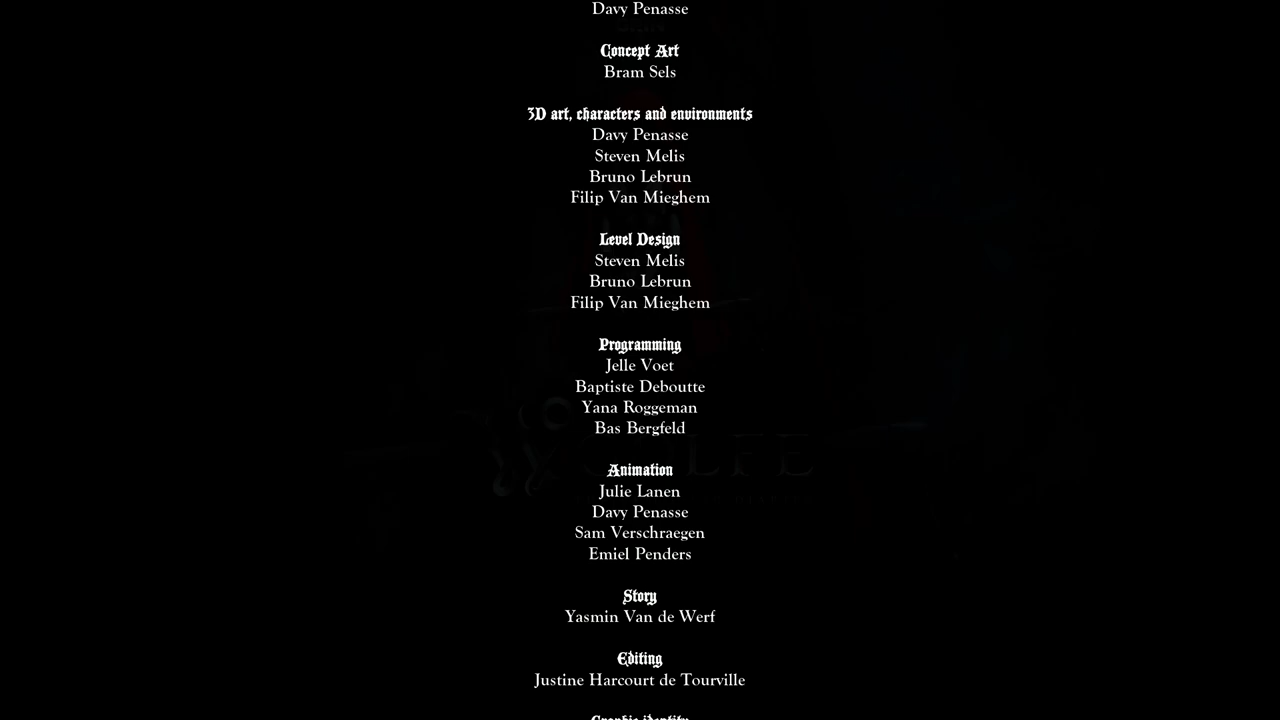 Davy Penasse
Concept Art
Bram Sels
3D art, characters and environments
Davy Penasse
Steven Melis
Bruno Lebrun
Filip Van Mieghem
Level Design
Steven Melis
Bruno Lebrun
Filip Van Mieghem
Programming
Jelle Voet
Baptiste Deboutte
Yana Roggeman
Bas Bergfeld
Animation
Julie Lanen
Davy Penasse
Sam Verschraegen
Emiel Penders
Story
Yasmin Van de Werf
Editing
Justine Harcourt de Tourville
Graphic identity